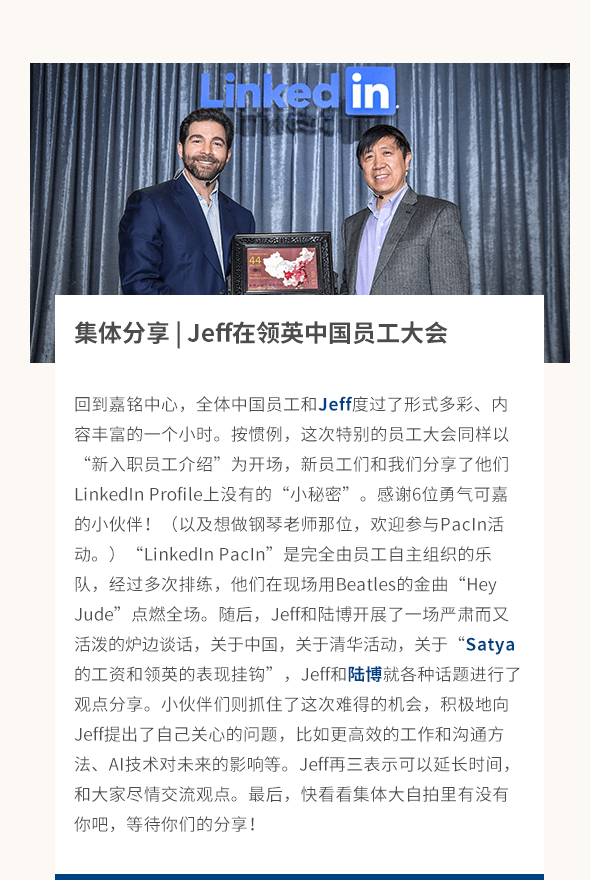 Linked in
44
集体分享 | Jeff在领英中国员工大会
回到嘉铭中心，全体中国员工和Jeff度过了形式多彩、内
容丰富的一个小时。按惯例，这次特别的员工大会同样以
“新入职员工介绍”为开场，新员工们和我们分享了他们
LinkedIn Profile上没有的“小秘密”。感谢6位勇气可嘉
的小伙伴！（以及想做钢琴老师那位，欢迎参与PacIn活
动。）“LinkedIn PacIn”是完全由员工自主组织的乐
队，经过多次排练，他们在现场用Beatles的金曲“Hey
Jude”点燃全场。随后，Jeff和陆博开展了一场严肃而又
活泼的炉边谈话，关于中国，关于清华活动，关于“Satya
的工资和领英的表现挂钩”，Jeff和陆博就各种话题进行了
观点分享。小伙伴们则抓住了这次难得的机会，积极地向
Jeff提出了自己关心的问题，比如更高效的工作和沟通方
法、AI技术对未来的影响等。Jeff再三表示可以延长时间，
和大家尽情交流观点。最后，快看看集体大自拍里有没有
你吧，等待你们的分享！